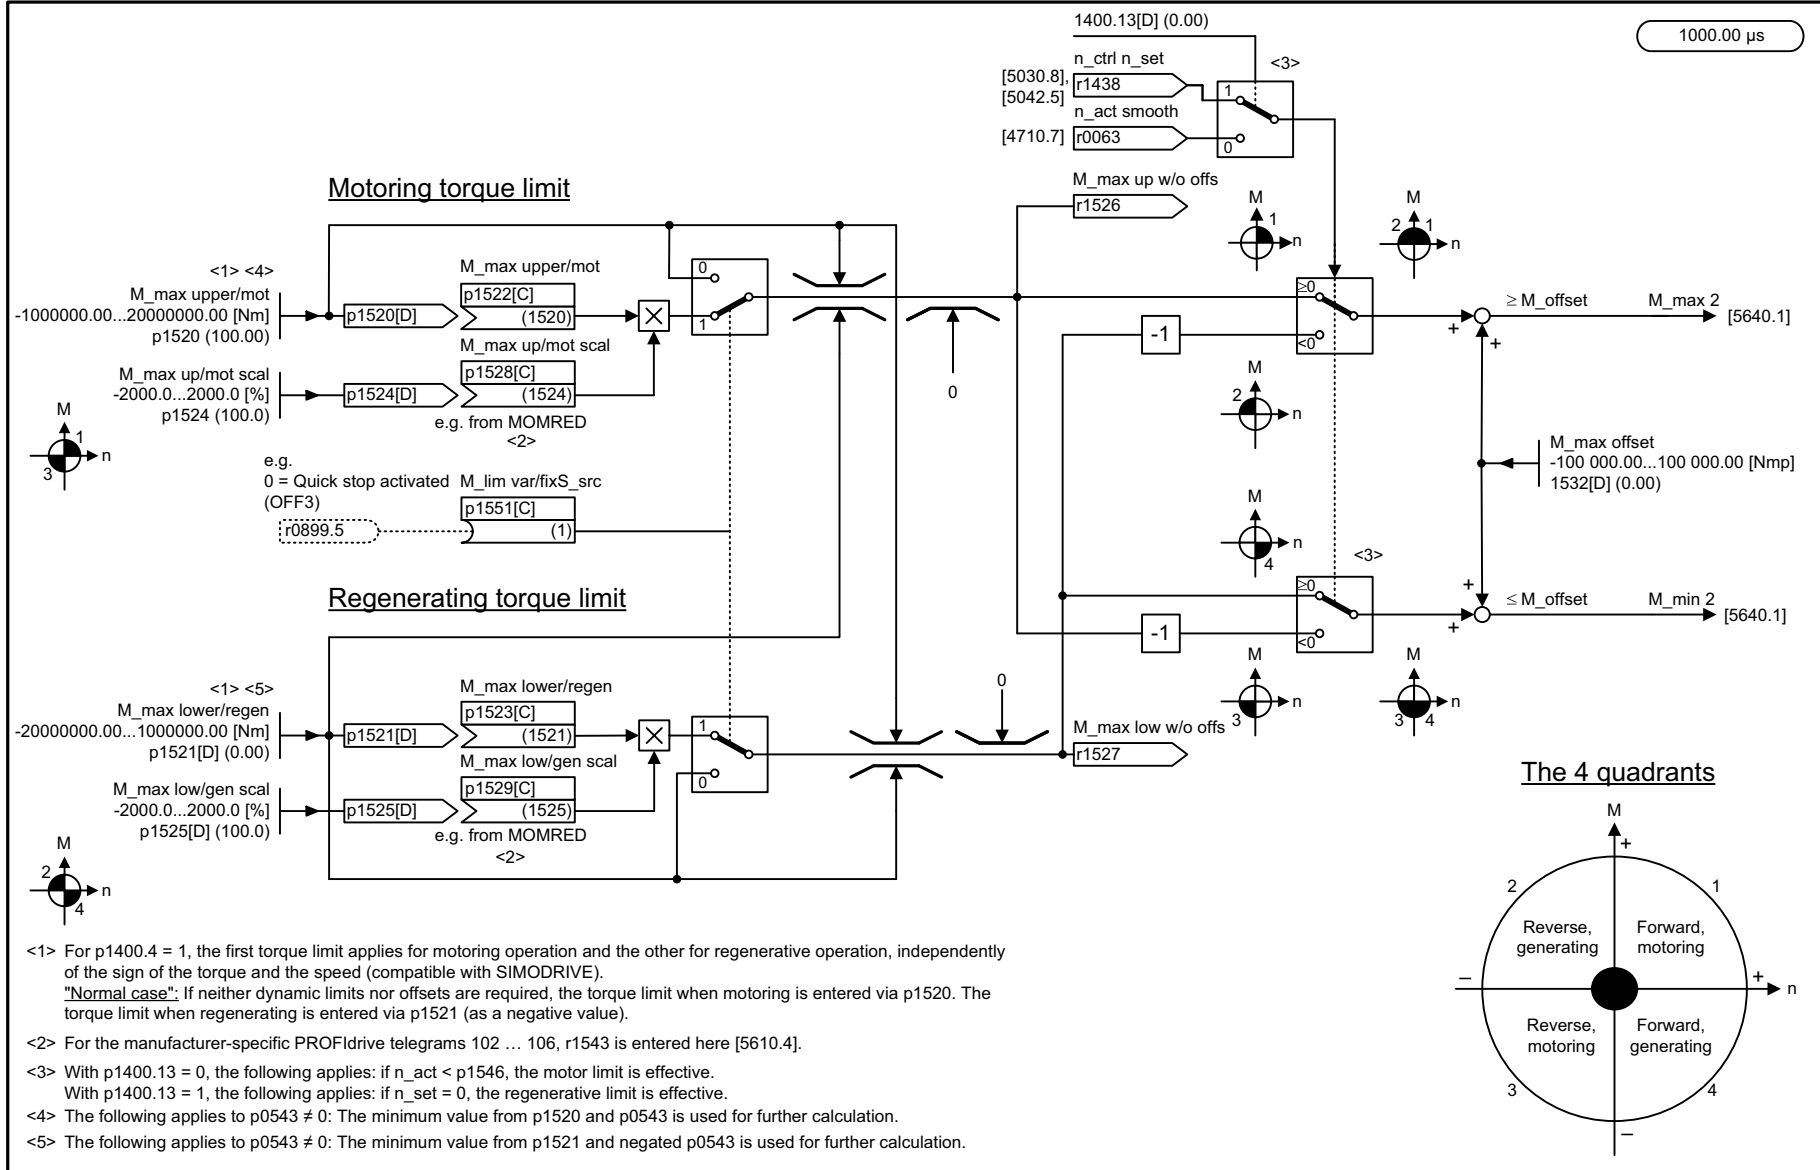 1400.13[D] (0.00)
1000.00 µs
n_ctrl n_set
<3>
[5030.8],
r1438
[5042.5]
1
n_act smooth
[4710.7]
r0063
0
Motoring torque limit
M_max up w/o offs
r1526
M
1
n
M
2
1
n
<1> <4>
M_max upper/mot
-1000000.00...20000000.00 [Nm]
p1520 (100.00)
p1520[D]
M_max upper/mot
p1522[C]
(1520)
0
1
≥0
<0
-1
≥ M_offset
M_max 2
[5640.1]
+
+
M_max up/mot scal
-2000.0...2000.0 [%]
p1524 (100.0)
p1524[D]
M_max up/mot scal
p1528[C]
(1524)
e.g. from MOMRED
<2>
0
M
2
n
M
1
n
3
M_max offset
-100 000.00...100 000.00 [Nmp]
1532[D] (0.00)
e.g.
0 = Quick stop activated
(OFF3)
r0899.5
M_lim var/fixS_src
p1551[C]
(1)
M
n
4
<3>
Regenerating torque limit
≥0
<0
-1
+
+
≤ M_offset
M_min 2
[5640.1]
M
n
3
M
n
3
4
<1> <5>
M_max lower/regen
-20000000.00...1000000.00 [Nm]
p1521[D] (0.00)
p1521[D]
M_max lower/regen
p1523[C]
(1521)
1
0
0
M_max low w/o offs
r1527
M_max low/gen scal
-2000.0...2000.0 [%]
p1525[D] (100.0)
p1525[D]
M_max low/gen scal
p1529[C]
(1525)
e.g. from MOMRED
<2>
M
2
n
4
The 4 quadrants
M
+
2
1
Reverse,
generating
Forward,
motoring
–
+
n
Reverse,
motoring
Forward,
generating
3
4
–
<1> For p1400.4 = 1, the first torque limit applies for motoring operation and the other for regenerative operation, independently
of the sign of the torque and the speed (compatible with SIMODRIVE).
"Normal case": If neither dynamic limits nor offsets are required, the torque limit when motoring is entered via p1520. The
torque limit when regenerating is entered via p1521 (as a negative value).
<2> For the manufacturer-specific PROFIdrive telegrams 102 … 106, r1543 is entered here [5610.4].
<3> With p1400.13 = 0, the following applies: if n_act < p1546, the motor limit is effective.
With p1400.13 = 1, the following applies: if n_set = 0, the regenerative limit is effective.
<4> The following applies to p0543 ≠ 0: The minimum value from p1520 and p0543 is used for further calculation.
<5> The following applies to p0543 ≠ 0: The minimum value from p1521 and negated p0543 is used for further calculation.